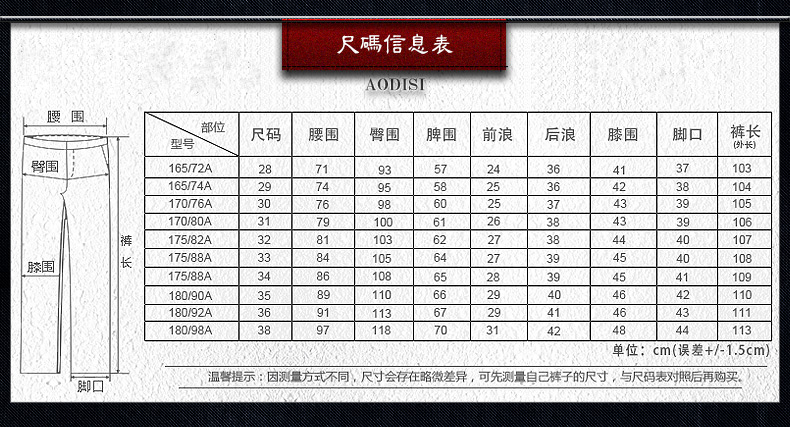 尺碼信息表
AODISI
腰 围
臀围
膝围
裤长
脚口
部位
型号 尺码 腰围 臀围 脾围 前浪 后浪 膝围 脚口 裤长
(外长)
165/72A 28 71 93 57 24 36 41 37 103
165/74A 29 74 95 58 25 36 42 38 104
170/76A 30 76 98 60 25 37 43 39 105
170/80A 31 79 100 61 26 38 43 39 106
175/82A 32 81 103 62 27 38 44 40 107
175/88A 33 84 105 64 27 39 45 40 108
175/88A 34 86 108 65 28 39 45 41 109
180/90A 35 89 110 66 29 40 46 42 110
180/92A 36 91 113 67 29 41 46 43 111
180/98A 38 97 118 70 31 42 48 44 113
单位：cm(误差+/-1.5cm)
温馨提示：因测量方式不同，尺寸会存在略微差异，可先测量自己裤子的尺寸，与尺码表对照后再购买。